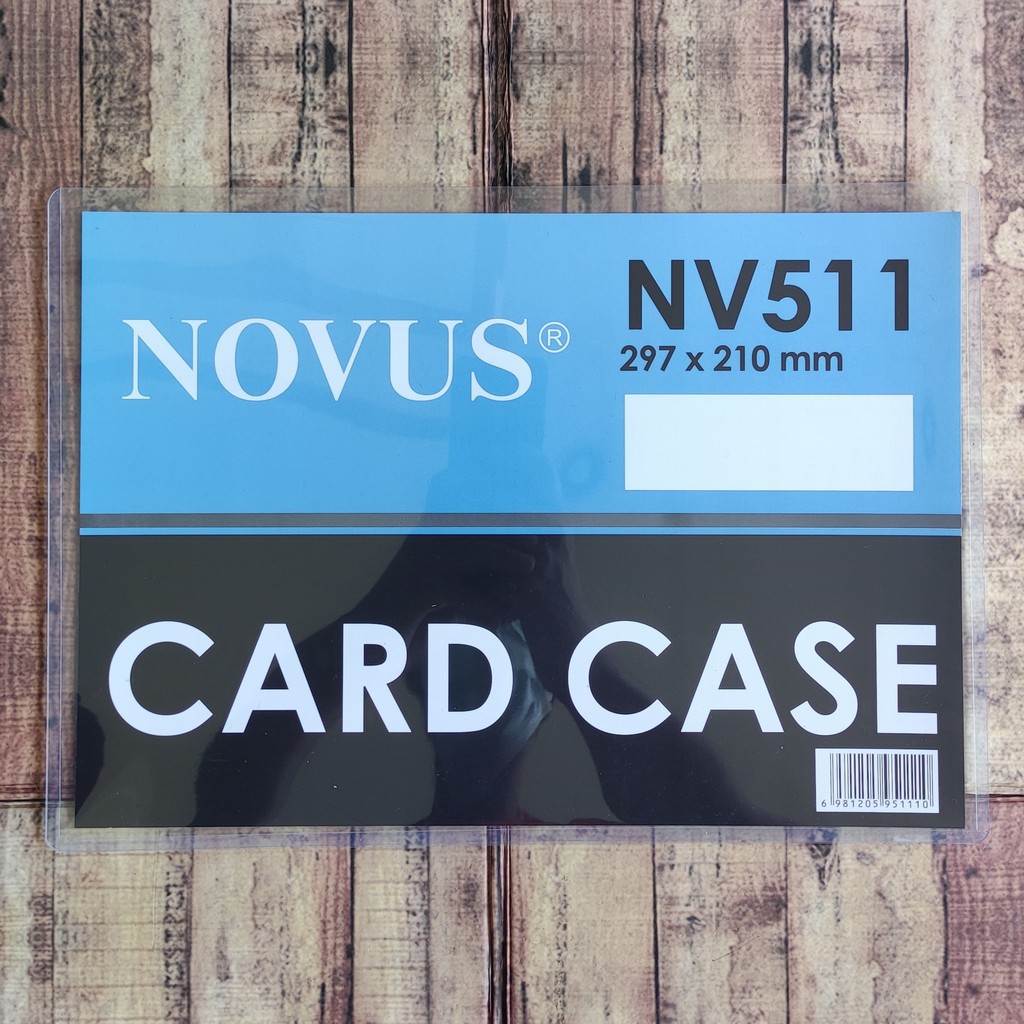 NOVUS®
NV511
297 x 210 mm
CARD CASE
6 981205 951110